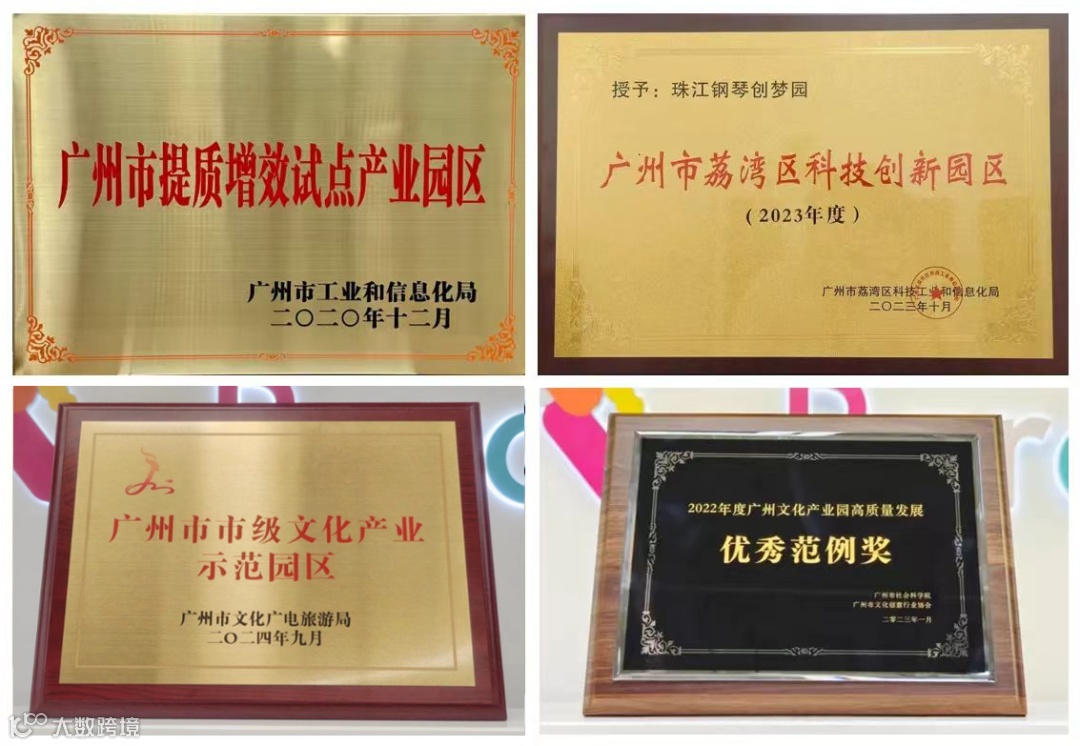 广州市提质增效试点产业园区
广州市工业和信息化局
二〇二〇年十二月
授予：珠江钢琴创梦园
广州市荔湾区科技创新园区
（2023年度）
广州市荔湾区科技工业和信息化局
二〇二三年十月
广州市市级文化产业
示范园区
广州市文化广电旅游局
二〇二四年九月
2022年度广州文化产业园高质量发展
优秀范例奖
广州市社会科学院
广州市文化创意行业协会
二零二三年一月
大数跨境